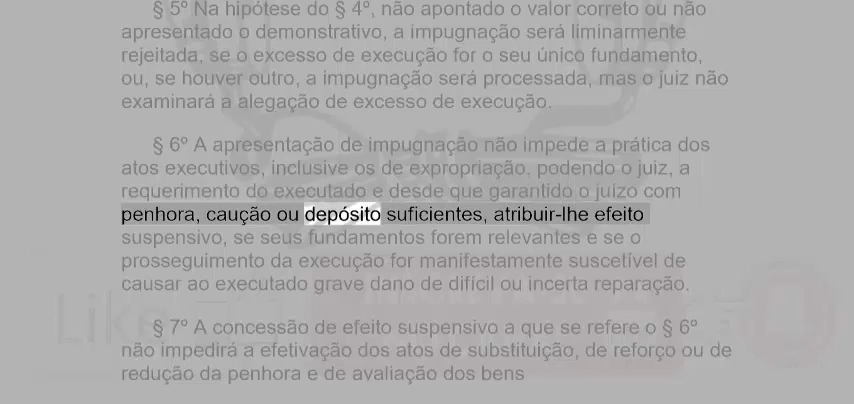 § 5º Na hipótese do § 4º, não apontado o valor correto ou não
apresentado o demonstrativo, a impugnação será liminarmente
rejeitada, se o excesso de execução for o seu único fundamento,
ou, se houver outro, a impugnação será processada, mas o juiz não
examinará a alegação de excesso de execução.
§ 6º A apresentação de impugnação não impede a prática dos
atos executivos, inclusive os de expropriação, podendo o juiz, a
requerimento do executado e desde que garantido o juízo com
penhora, caução ou depósito suficientes, atribuir-lhe efeito
suspensivo, se seus fundamentos forem relevantes e se o
prosseguimento da execução for manifestamente suscetível de
causar ao executado grave dano de difícil ou incerta reparação.
Like
§ 7º A concessão de efeito suspensivo a que se refere o § 6º
não impedirá a efetivação dos atos de substituição, de reforço ou de
redução da penhora e de avaliação dos bens